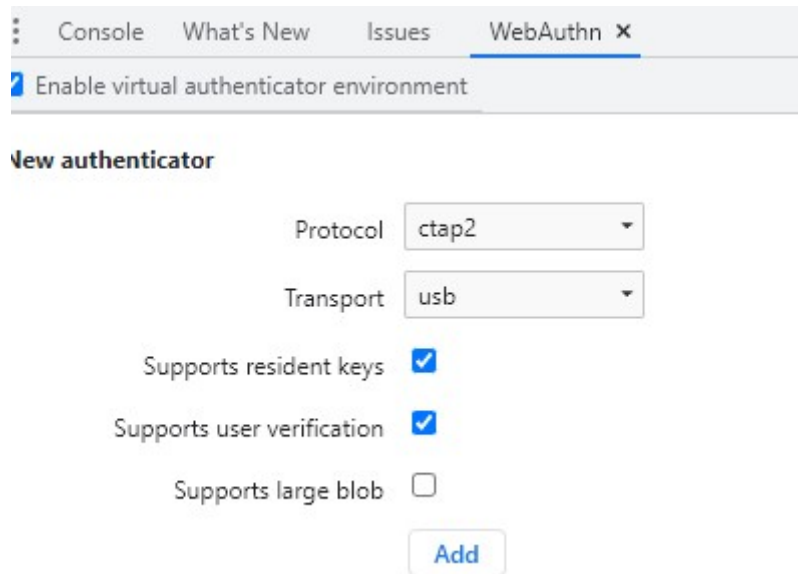 Console What's New Issues WebAuthn ×
Enable virtual authenticator environment
New authenticator
Protocol ctap2
Transport usb
Supports resident keys
Supports user verification
Supports large blob
Add